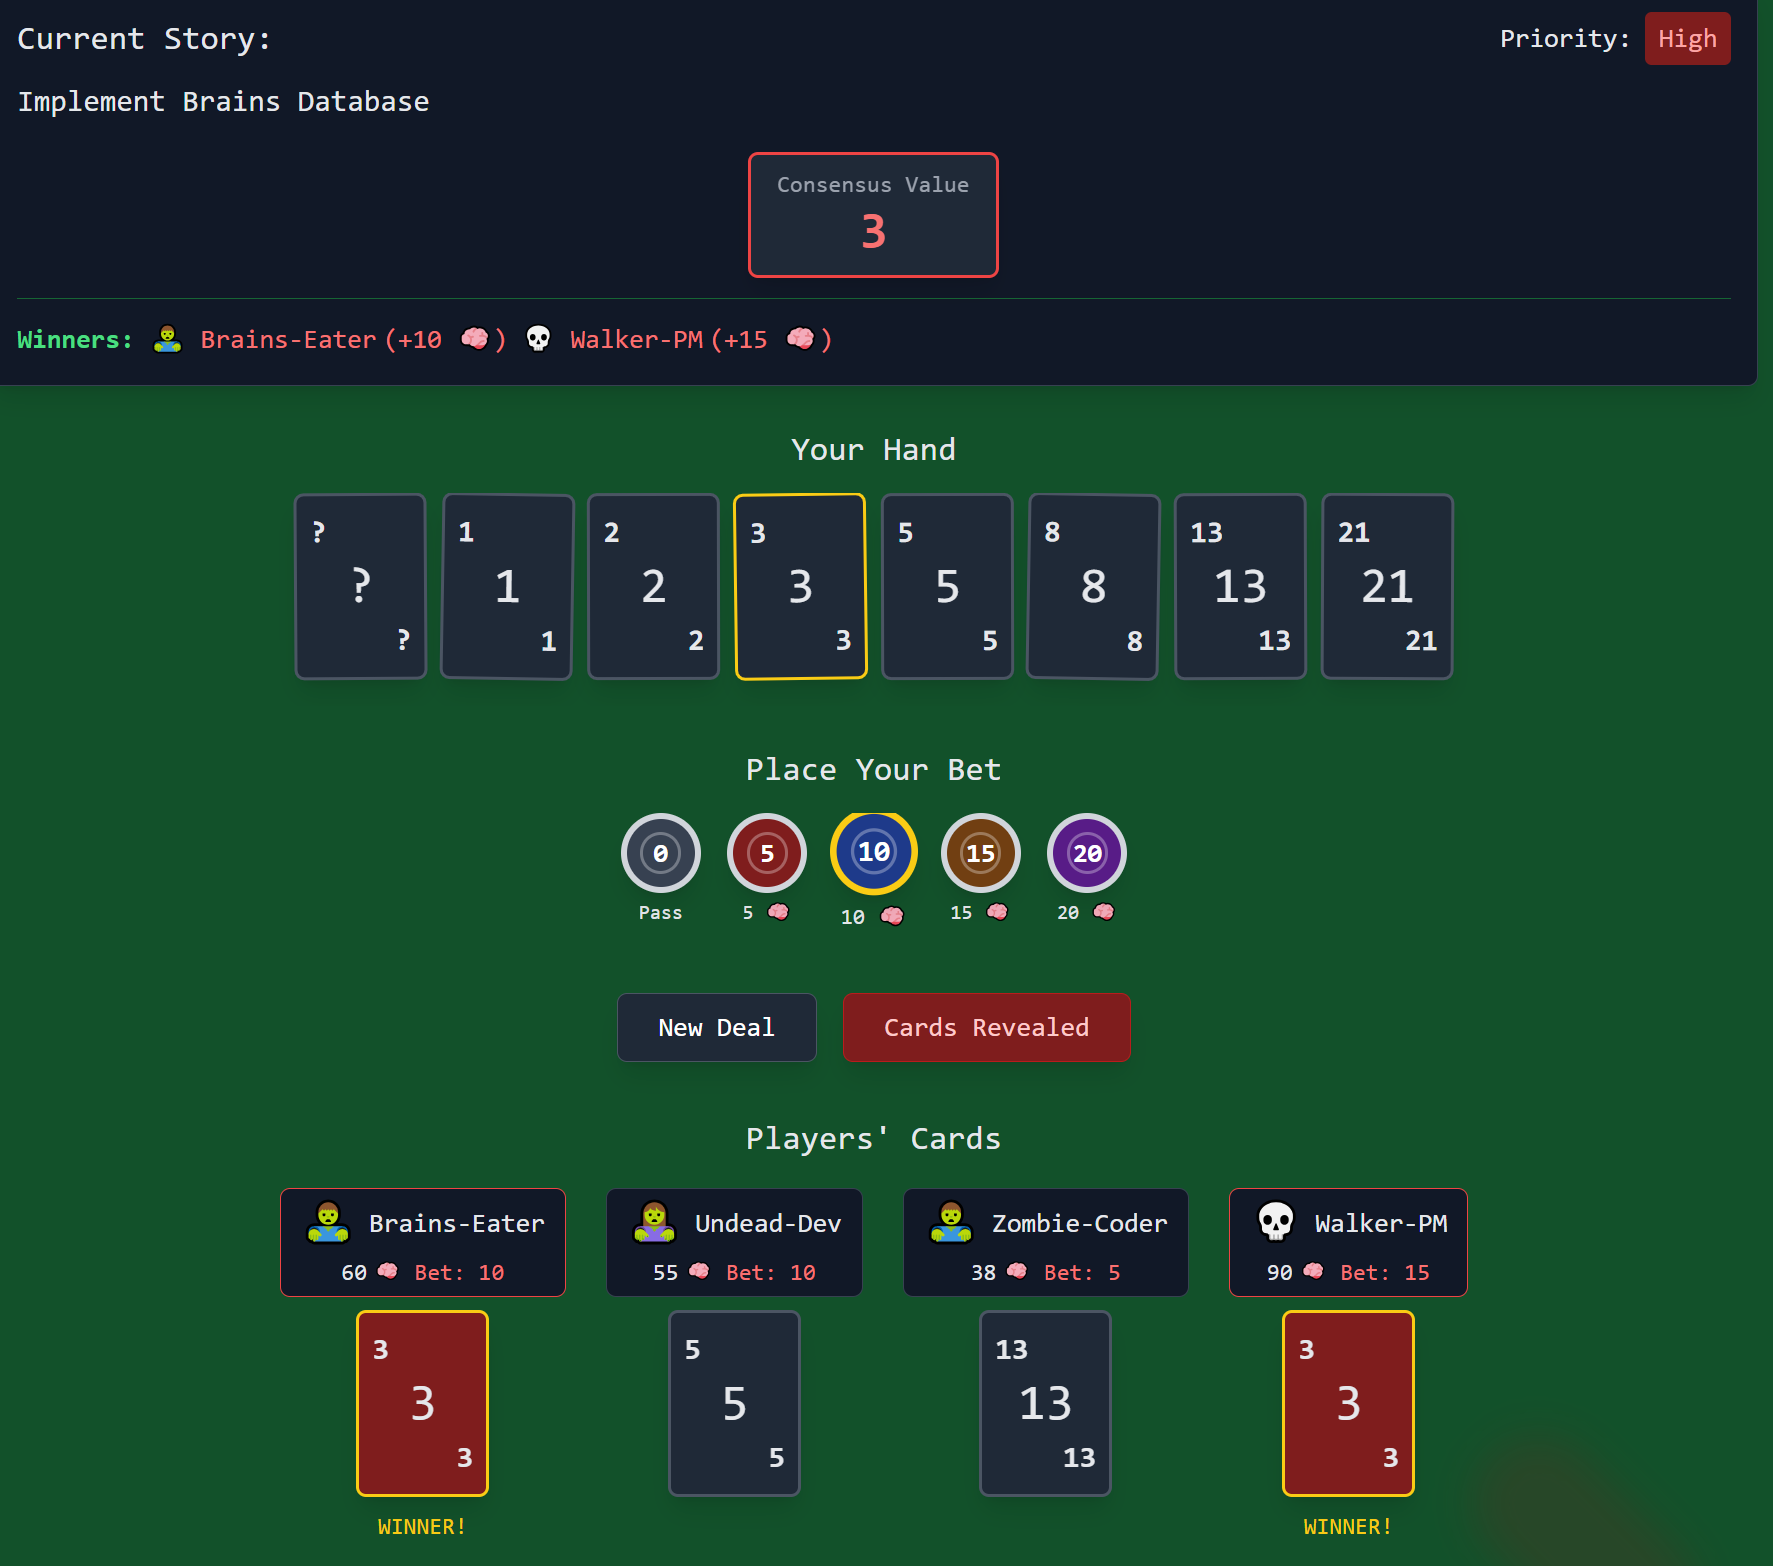 Current Story:
Priority: High
Implement Brains Database
Consensus Value
3
Winners: Brains-Eater (+10 🧠) Walker-PM (+15 🧠)
Your Hand
? 1 2 3 5 8 13 21
? 1 2 3 5 8 13 21
? 1 2 3 5 8 13 21
Place Your Bet
0 5 10 15 20
Pass 5 🧠 10 🧠 15 🧠 20 🧠
New Deal Cards Revealed
Players' Cards
Brains-Eater Undead-Dev Zombie-Coder Walker-PM
60 🧠 Bet: 10 55 🧠 Bet: 10 38 🧠 Bet: 5 90 🧠 Bet: 15
3 5 13 3
3 5 13 3
3 5 13 3
WINNER! WINNER!